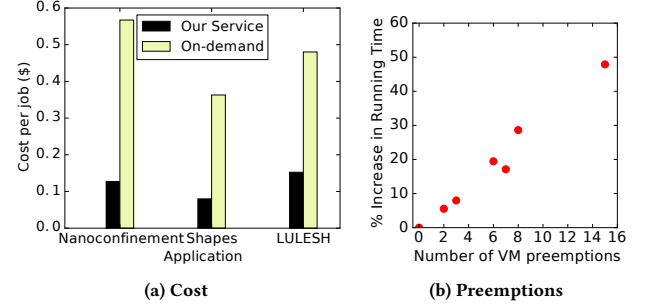 0.6
0.5
0.4
0.3
0.2
0.1
0.0
Cost per job ($)
Our Service
On-demand
Nanoconfinement Shapes LULESH
Application
(a) Cost
60
50
40
30
20
10
0
% Increase in Running Time
0 2 4 6 8 10 12 14 16
Number of VM preemptions
(b) Preemptions